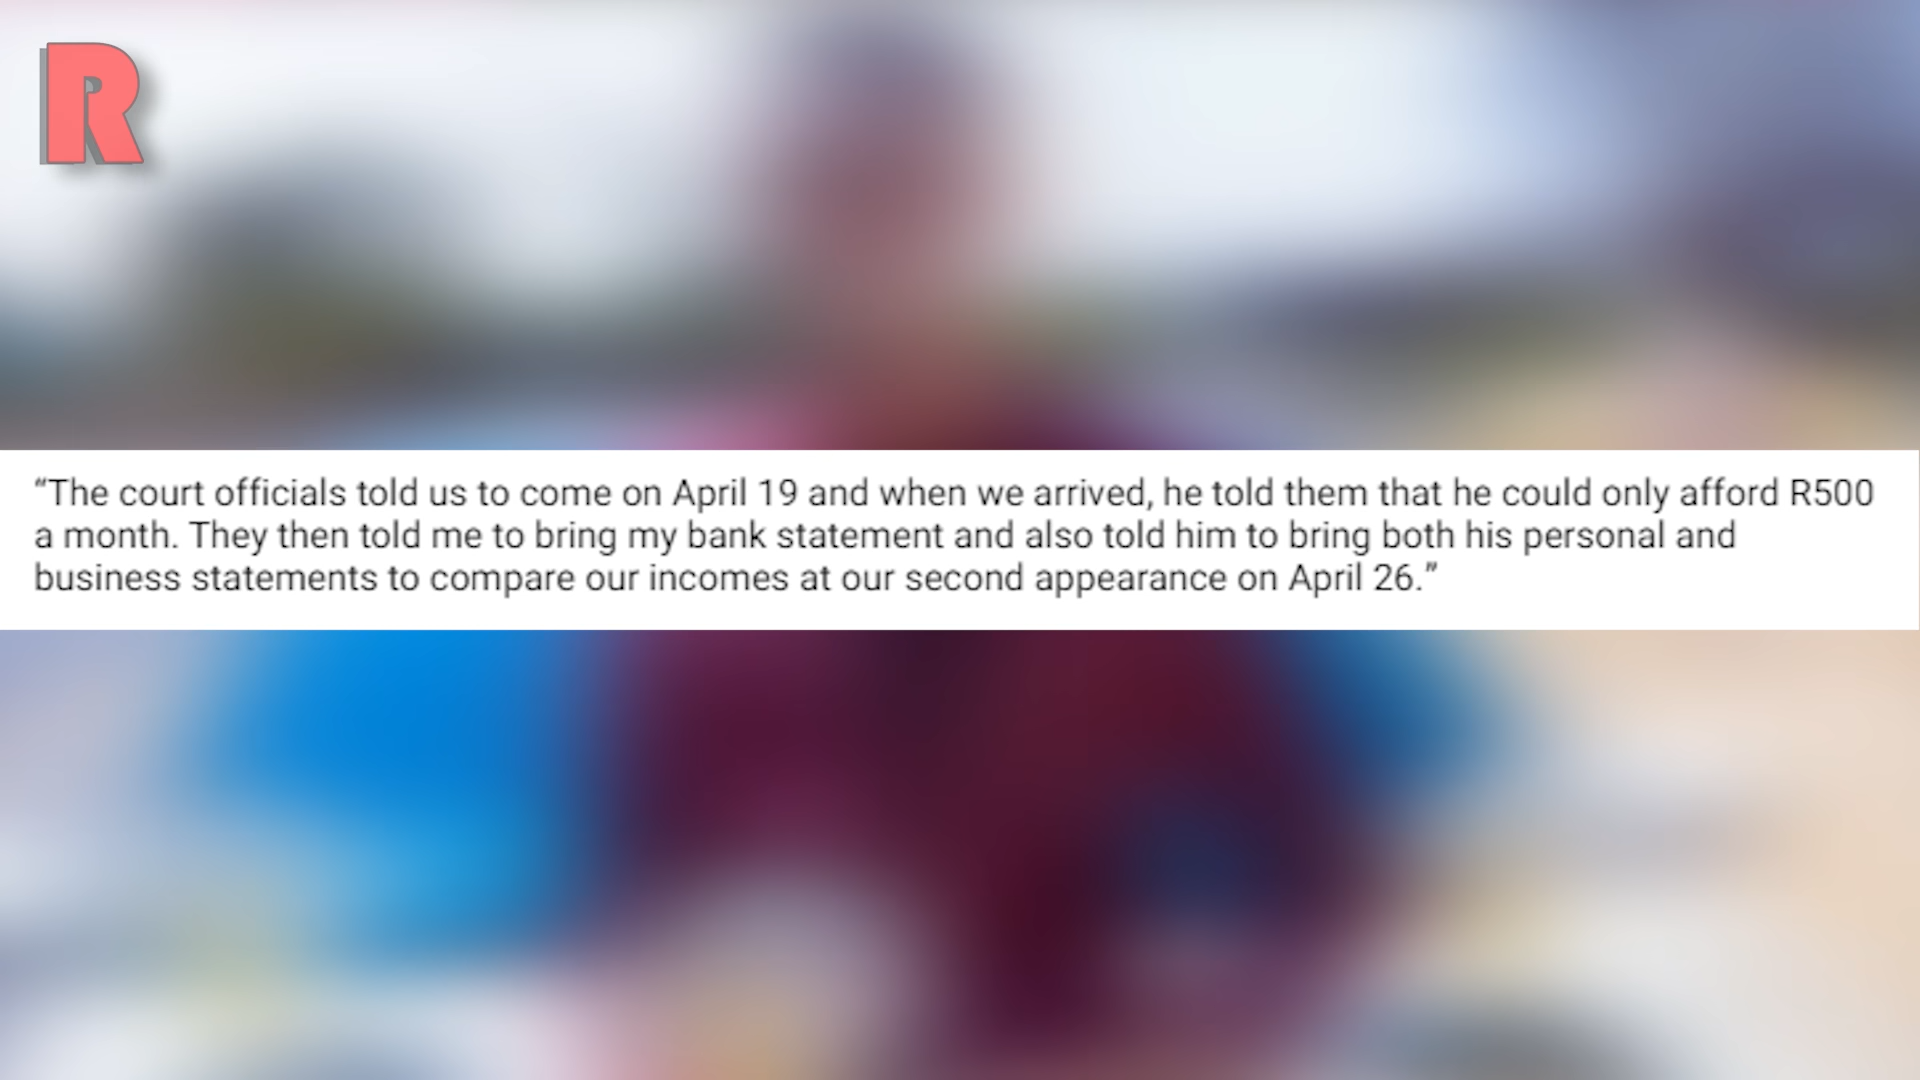 R
“The court officials told us to come on April 19 and when we arrived, he told them that he could only afford R500
a month. They then told me to bring my bank statement and also told him to bring both his personal and
business statements to compare our incomes at our second appearance on April 26.”